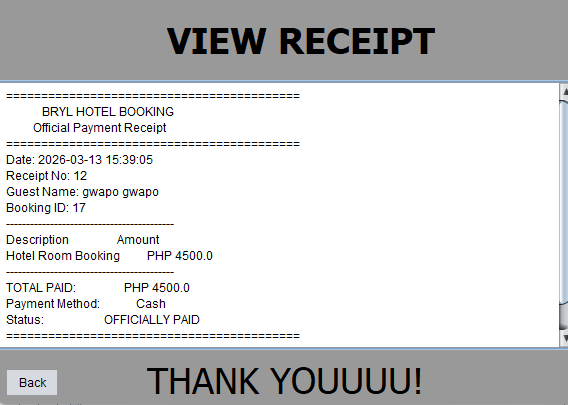 VIEW RECEIPT
==========================================
BRYL HOTEL BOOKING
Official Payment Receipt
==========================================
Date: 2026-03-13 15:39:05
Receipt No: 12
Guest Name: gwapo gwapo
Booking ID: 17
------------------------------------------
Description Amount
Hotel Room Booking PHP 4500.0
------------------------------------------
TOTAL PAID: PHP 4500.0
Payment Method: Cash
Status: OFFICIALLY PAID
==========================================
Back
THANK YOUUUU!